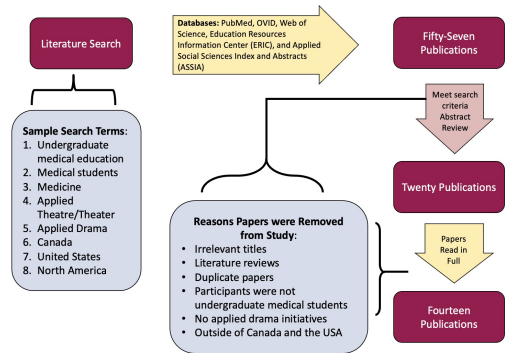 Literature Search
Databases: PubMed, OVID, Web of
Science, Education Resources
Information Center (ERIC), and Applied
Social Sciences Index and Abstracts
(ASSIA)
Fifty-Seven
Publications
Meet search
criteria
Abstract
Review
Sample Search Terms:
1. Undergraduate
medical education
2. Medical students
3. Medicine
4. Applied
Theatre/Theater
5. Applied Drama
6. Canada
7. United States
8. North America
Twenty Publications
Reasons Papers were Removed
from Study:
• Irrelevant titles
• Literature reviews
• Duplicate papers
• Participants were not
undergraduate medical students
• No applied drama initiatives
• Outside of Canada and the USA
Papers
Read in
Full
Fourteen
Publications